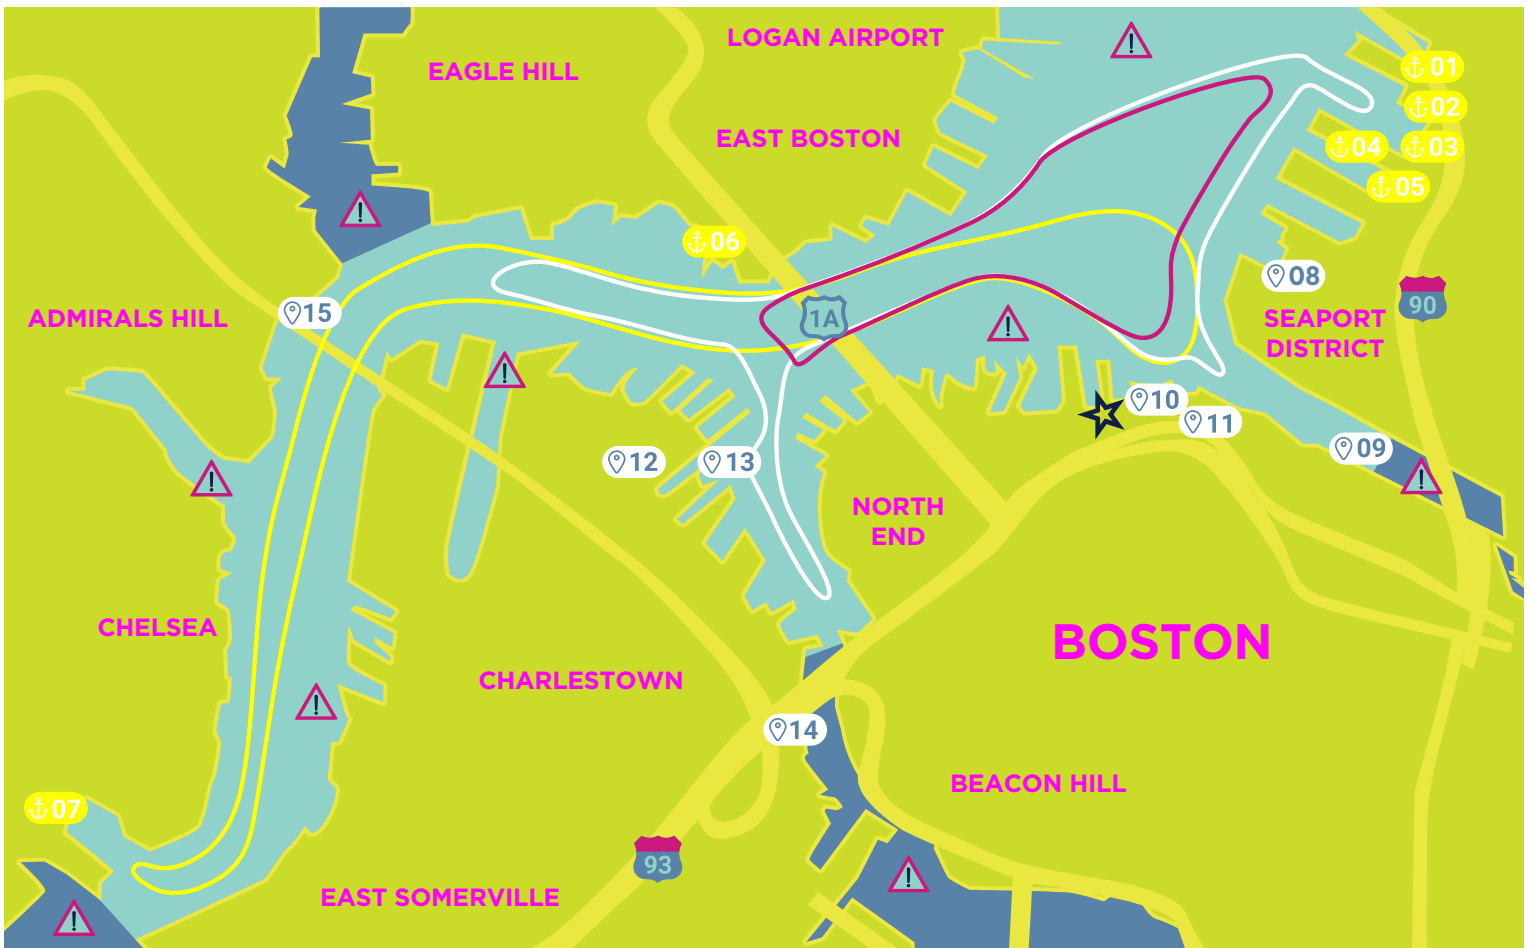 LOGAN AIRPORT
EAGLE HILL
01
02
EAST BOSTON
04
03
05
06
08
15
ADMIRALS HILL
1A
90
SEAPORT
DISTRICT
10
11
09
12
13
NORTH
END
CHELSEA
BOSTON
CHARLESTOWN
14
BEACON HILL
07
93
EAST SOMERVILLE